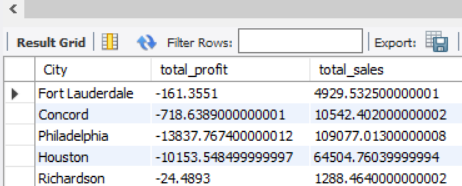 Result Grid Filter Rows: Export:
City total_profit total_sales
Fort Lauderdale -161.3551 4929.532500000001
Concord -718.6389000000001 10542.402000000002
Philadelphia -13837.767400000012 109077.01300000008
Houston -10153.548499999997 64504.76039999994
Richardson -24.4893 1288.4640000000002